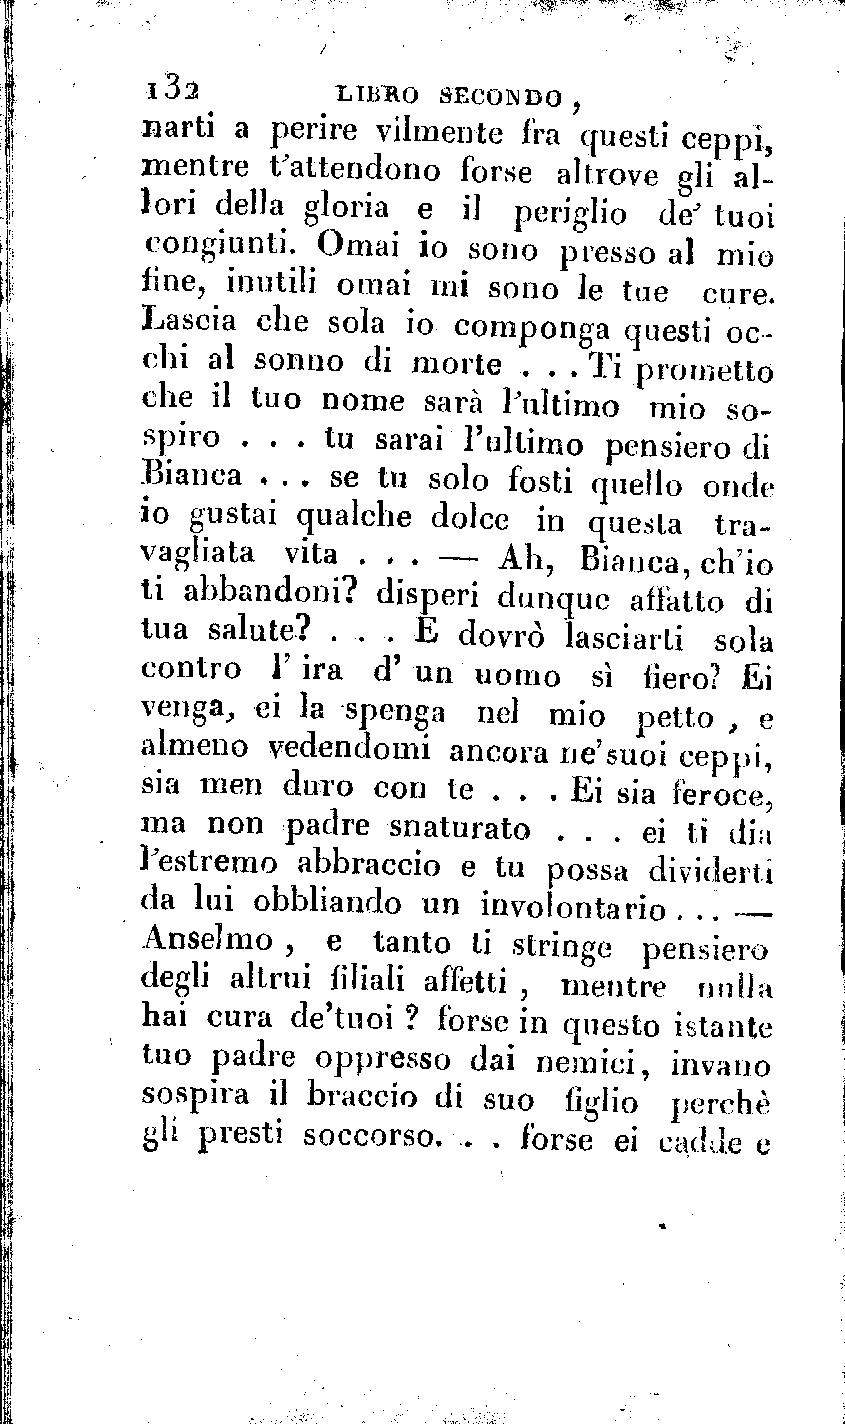 132 LIBRO SECONDO,
narti a perire vilmente fra questi ceppi,
mentre t'attendono forse altrove gli al-
lori della gloria e il periglio de' tuoi
congiunti. Omai io sono presso al mio
fine, inutili omai mi sono le tue cure.
Lascia che sola io componga questi oc-
chi al sonno di morte . . . Ti prometto
che il tuo nome sarà l'ultimo mio so-
spiro . . . tu sarai l'ultimo pensiero di
Bianca . . . se tu solo fosti quello onde
io gustai qualche dolce in questa tra-
vagliata vita . . . — Ah, Bianca, ch'io
ti abbandoni? disperi dunque affatto di
tua salute? . . . E dovrò lasciarti sola
contro l' ira d' un uomo sì fiero? Ei
venga, ei la spenga nel mio petto , e
almeno vedendomi ancora ne'suoi ceppi,
sia men duro con te . . . Ei sia feroce,
ma non padre snaturato . . . ei ti dia
l'estremo abbraccio e tu possa dividerti
da lui obbliando un involontario . . . —
Anselmo , e tanto ti stringe pensiero
degli altrui filiali affetti , mentre nulla
hai cura de'tuoi ? forse in questo istante
tuo padre oppresso dai nemici, invano
sospira il braccio di suo figlio perchè
gli presti soccorso. . . forse ei cadde e